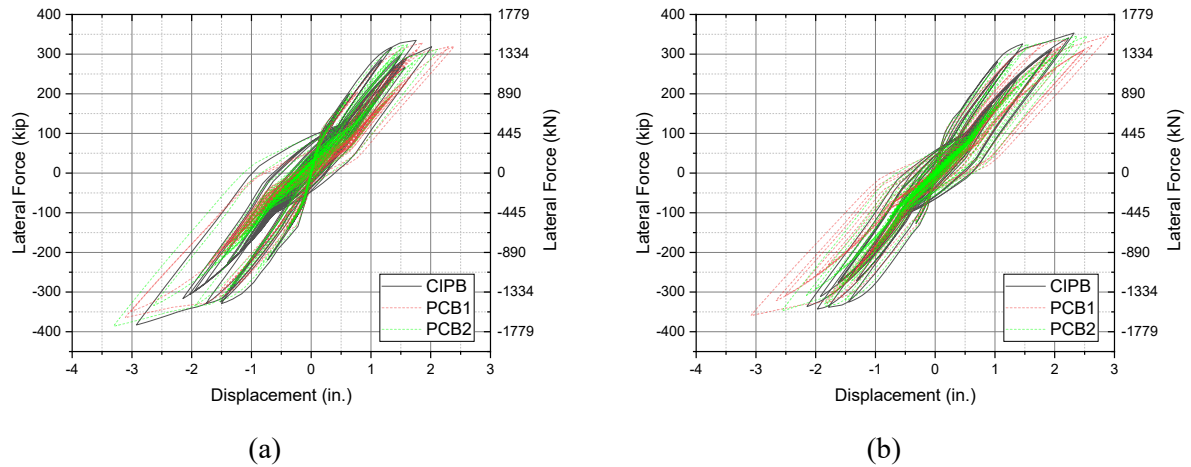 400
300
200
100
0
-100
-200
-300
-400
1779
1334
890
445
0
-445
-890
-1334
-1779
-4 -3 -2 -1 0 1 2 3
Lateral Force (kip)
Lateral Force (kN)
Displacement (in.)
CIPB
PCB1
PCB2
(a)
400
300
200
100
0
-100
-200
-300
-400
1779
1334
890
445
0
-445
-890
-1334
-1779
-4 -3 -2 -1 0 1 2 3
Lateral Force (kip)
Lateral Force (kN)
Displacement (in.)
CIPB
PCB1
PCB2
(b)